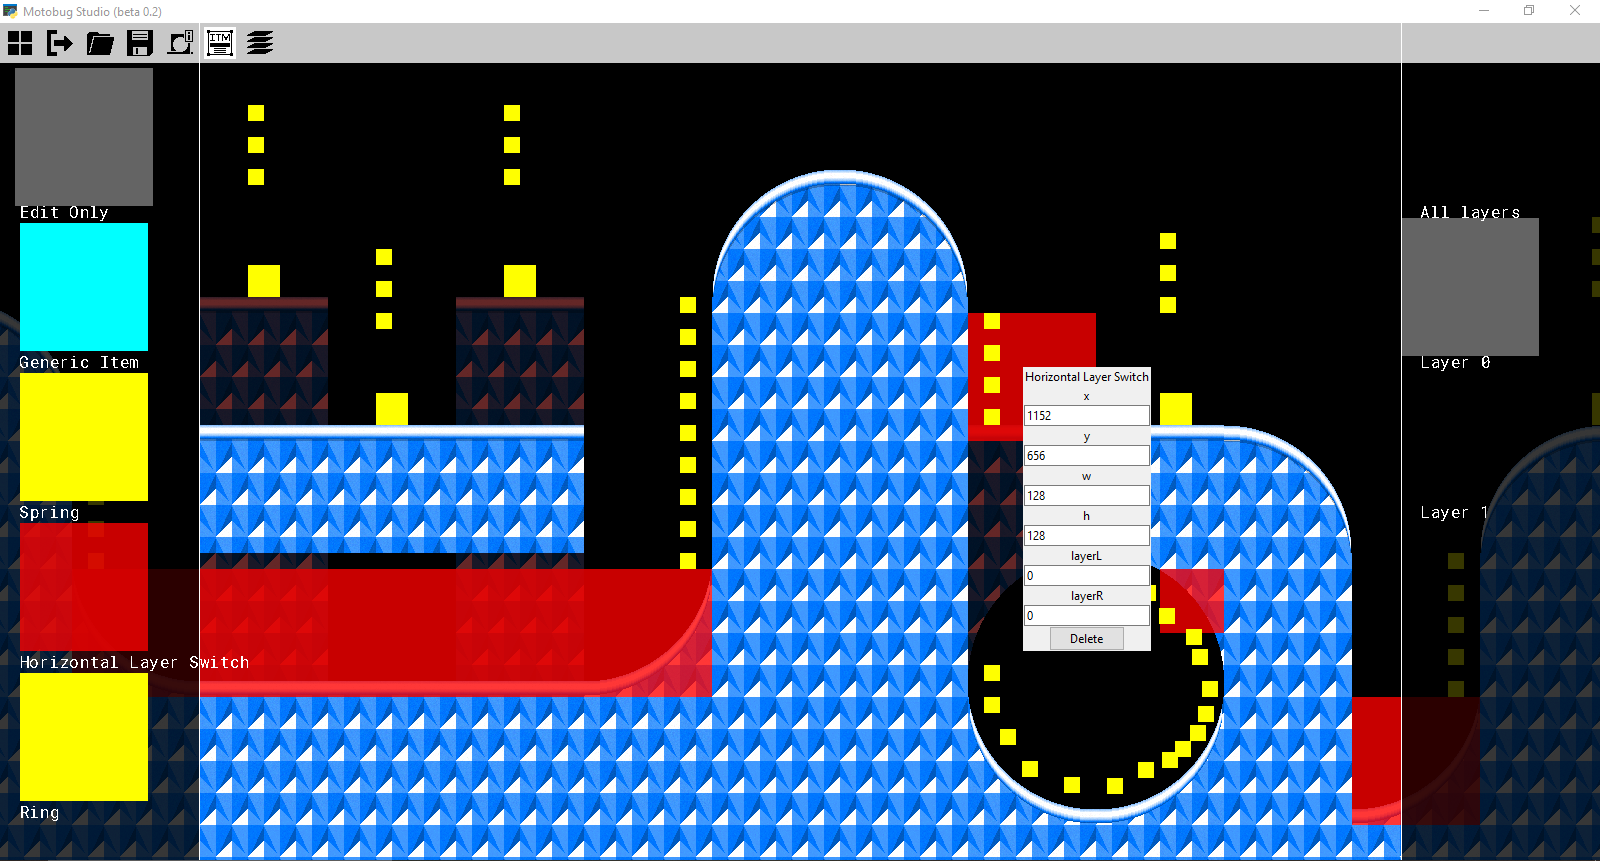 Motobug Studio (beta 0.2)
ITM
Edit Only
Generic Item
Spring
Horizontal Layer Switch
Ring
Horizontal Layer Switch
x
1152
y
656
w
128
h
128
layerL
0
layerR
0
Delete
All layers
Layer 0
Layer 1